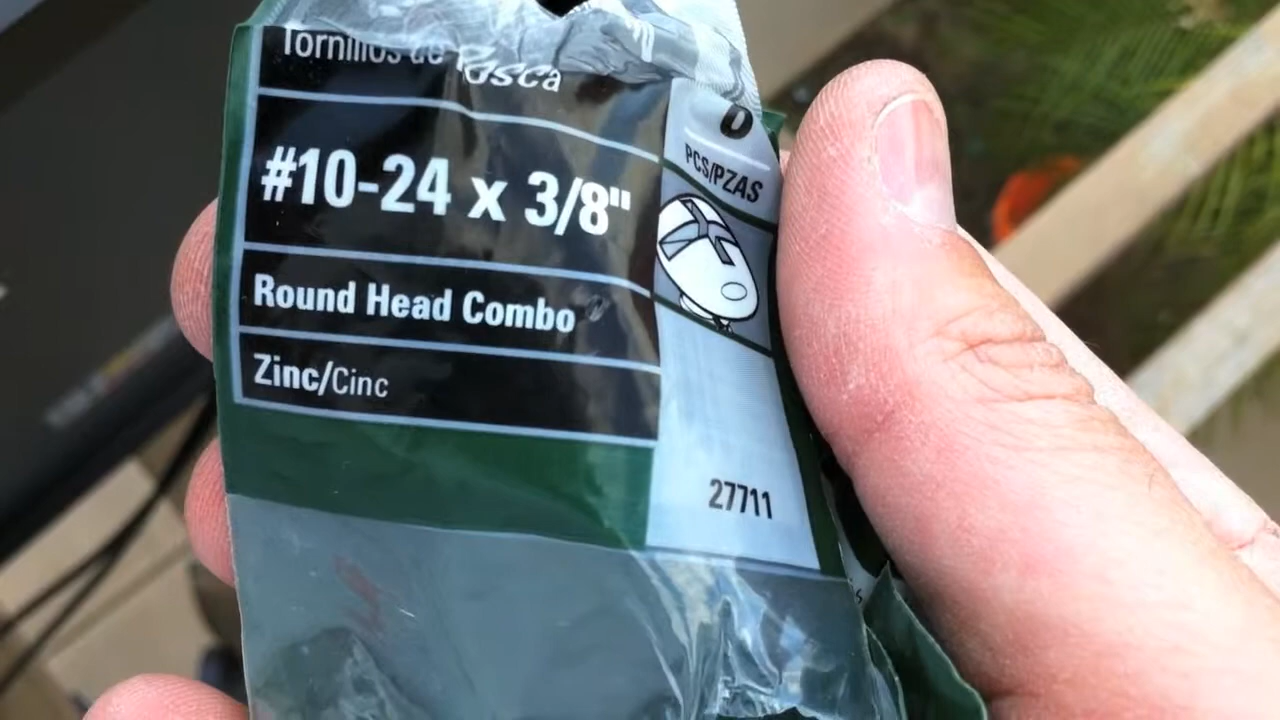 Tornillos de Rosca
#10-24 x 3/8"
Round Head Combo
Zinc/Cinc
PCS/PZAS
27711